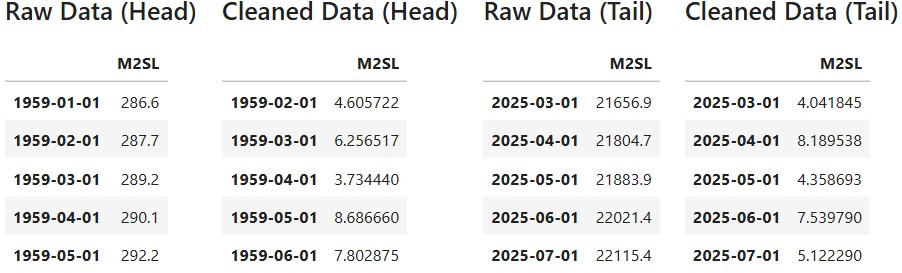 Raw Data (Head) Cleaned Data (Head) Raw Data (Tail) Cleaned Data (Tail)
M2SL M2SL M2SL M2SL
1959-01-01 286.6 1959-02-01 4.605722 2025-03-01 21656.9 2025-03-01 4.041845
1959-02-01 287.7 1959-03-01 6.256517 2025-04-01 21804.7 2025-04-01 8.189538
1959-03-01 289.2 1959-04-01 3.734440 2025-05-01 21883.9 2025-05-01 4.358693
1959-04-01 290.1 1959-05-01 8.686660 2025-06-01 22021.4 2025-06-01 7.539790
1959-05-01 292.2 1959-06-01 7.802875 2025-07-01 22115.4 2025-07-01 5.122290